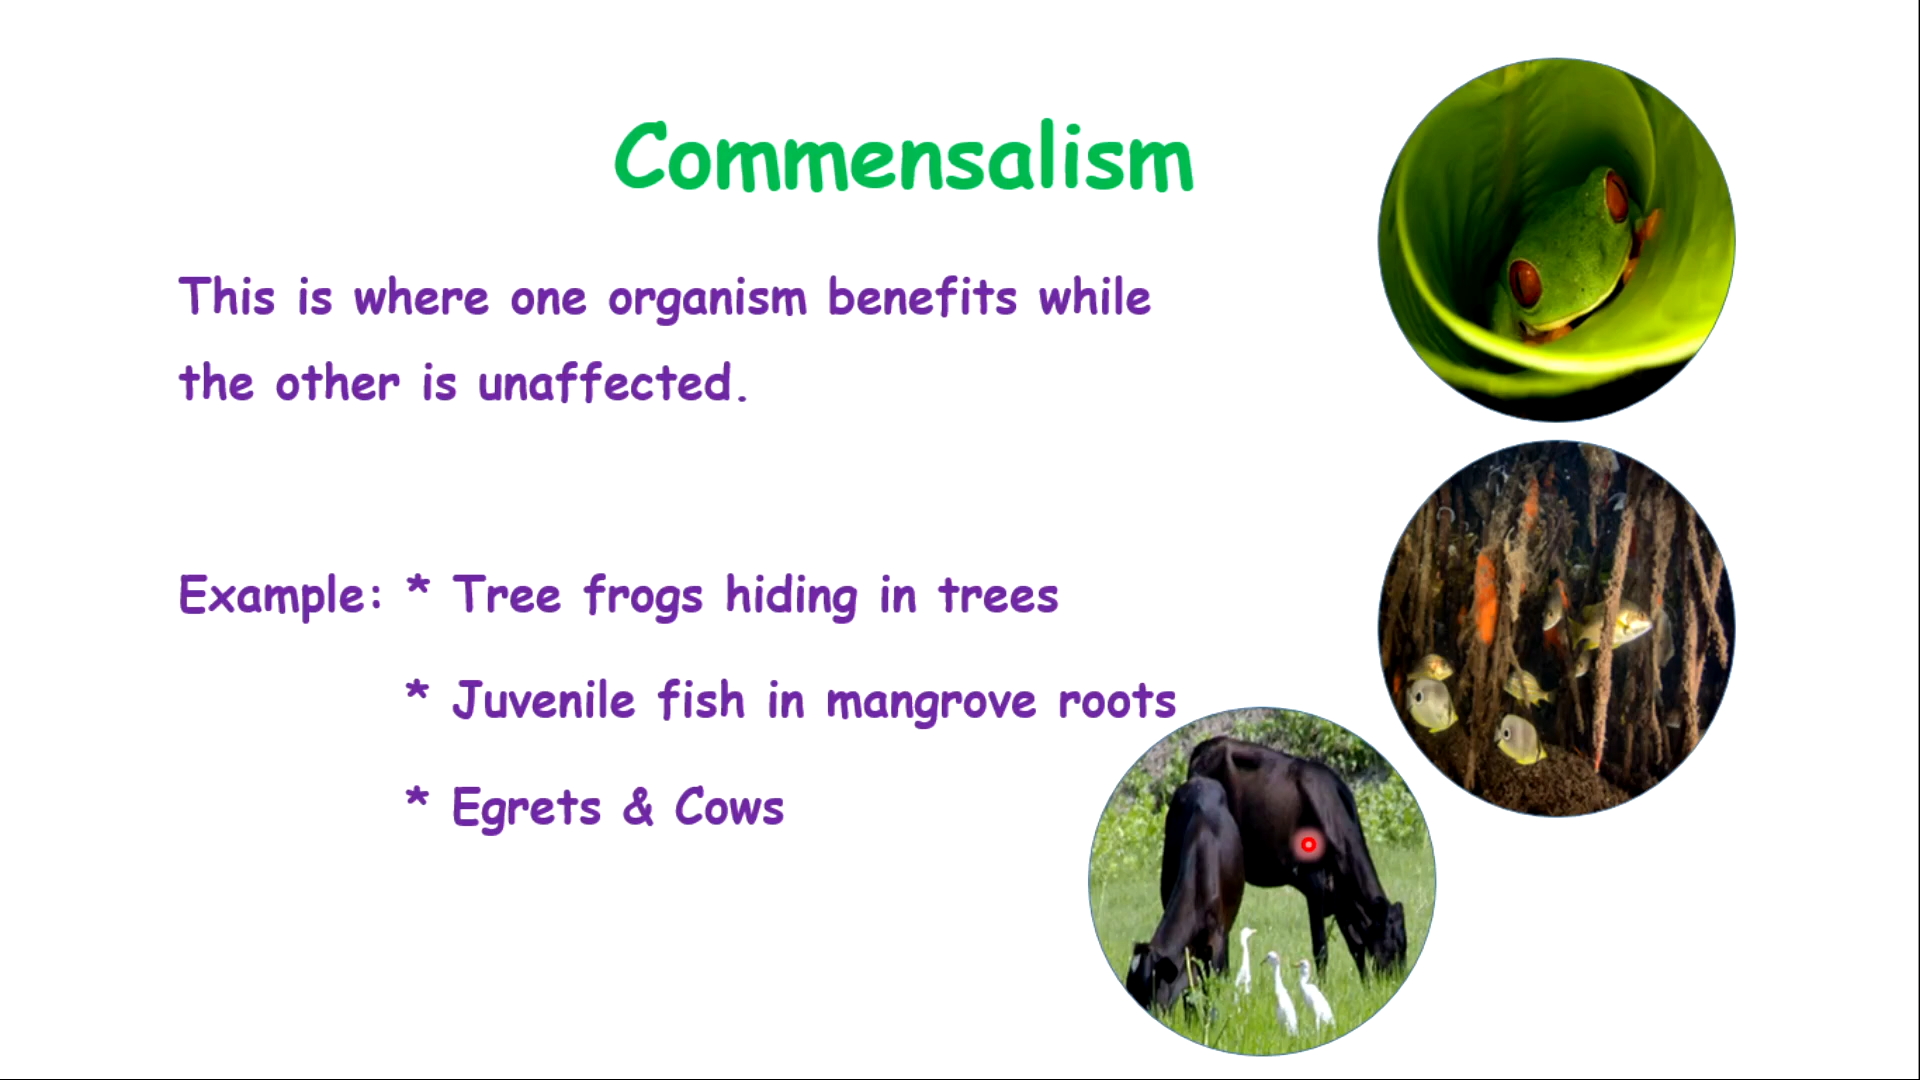 Commensalism
This is where one organism benefits while
the other is unaffected.
Example: * Tree frogs hiding in trees
* Juvenile fish in mangrove roots
* Egrets & Cows